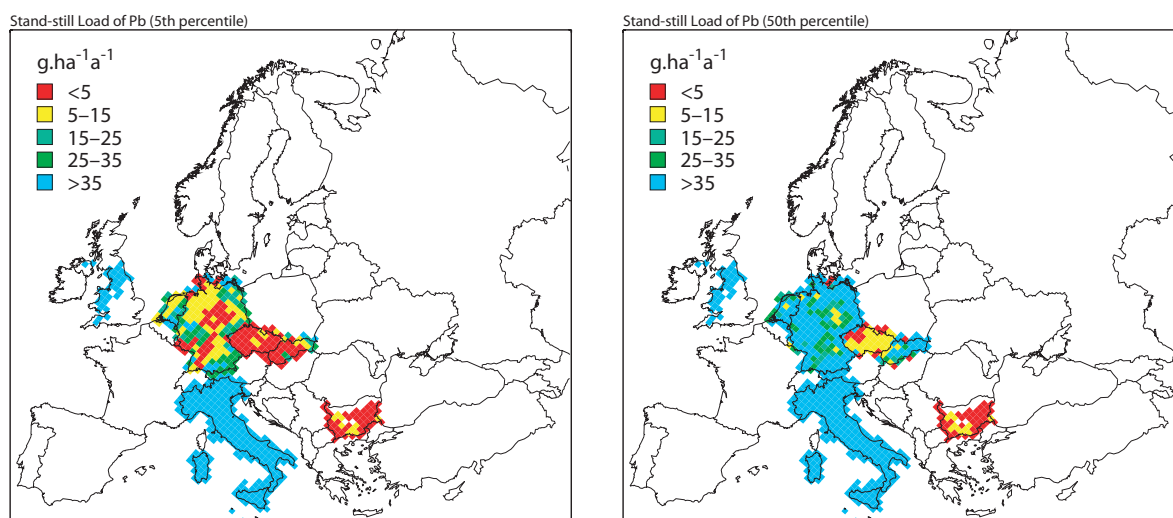 Stand-still Load of Pb (5th percentile)
g.ha⁻¹a⁻¹
<5
5–15
15–25
25–35
>35
Stand-still Load of Pb (50th percentile)
g.ha⁻¹a⁻¹
<5
5–15
15–25
25–35
>35